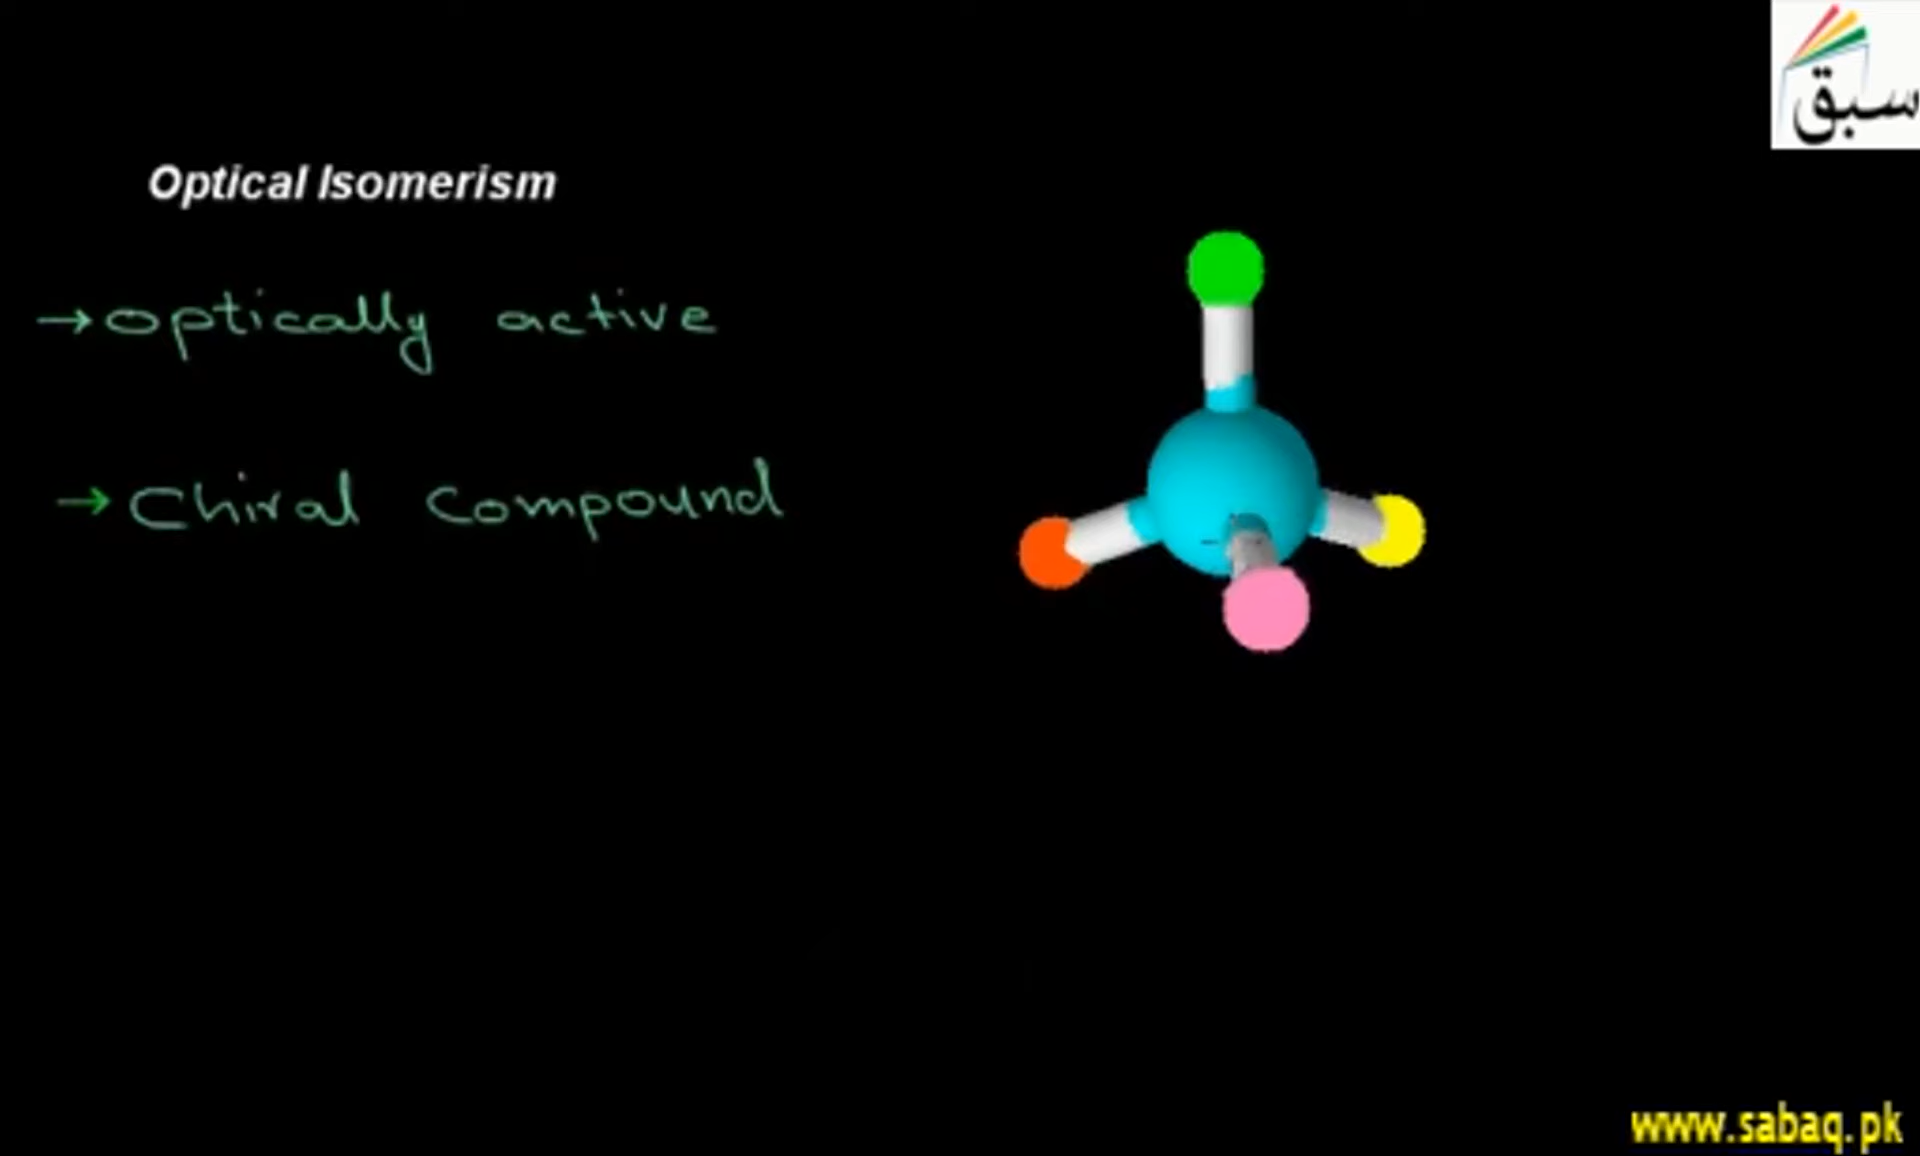 سبق
Optical Isomerism
→ optically active
→ Chiral Compound
www.sabaq.pk